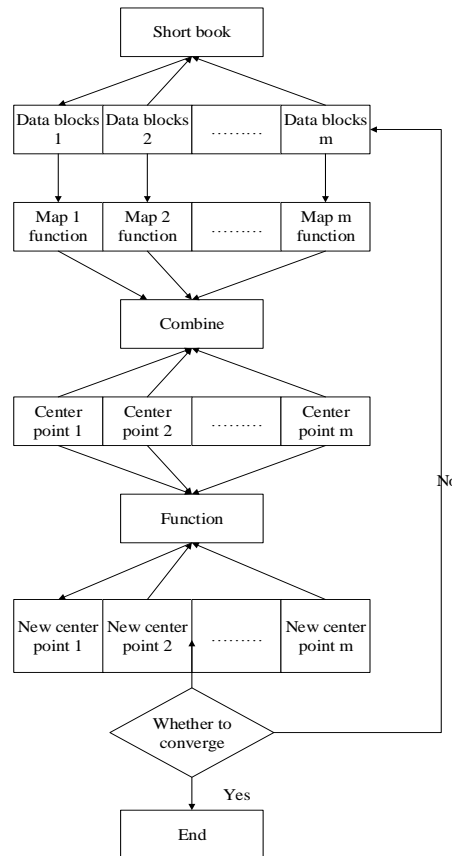 Short book
Data blocks
1
Data blocks
2
.........
Data blocks
m
Map 1
function
Map 2
function
.........
Map m
function
Combine
Center
point 1
Center
point 2
.........
Center
point m
Function
New center
point 1
New center
point 2
.........
New center
point m
No
Whether to
converge
Yes
End